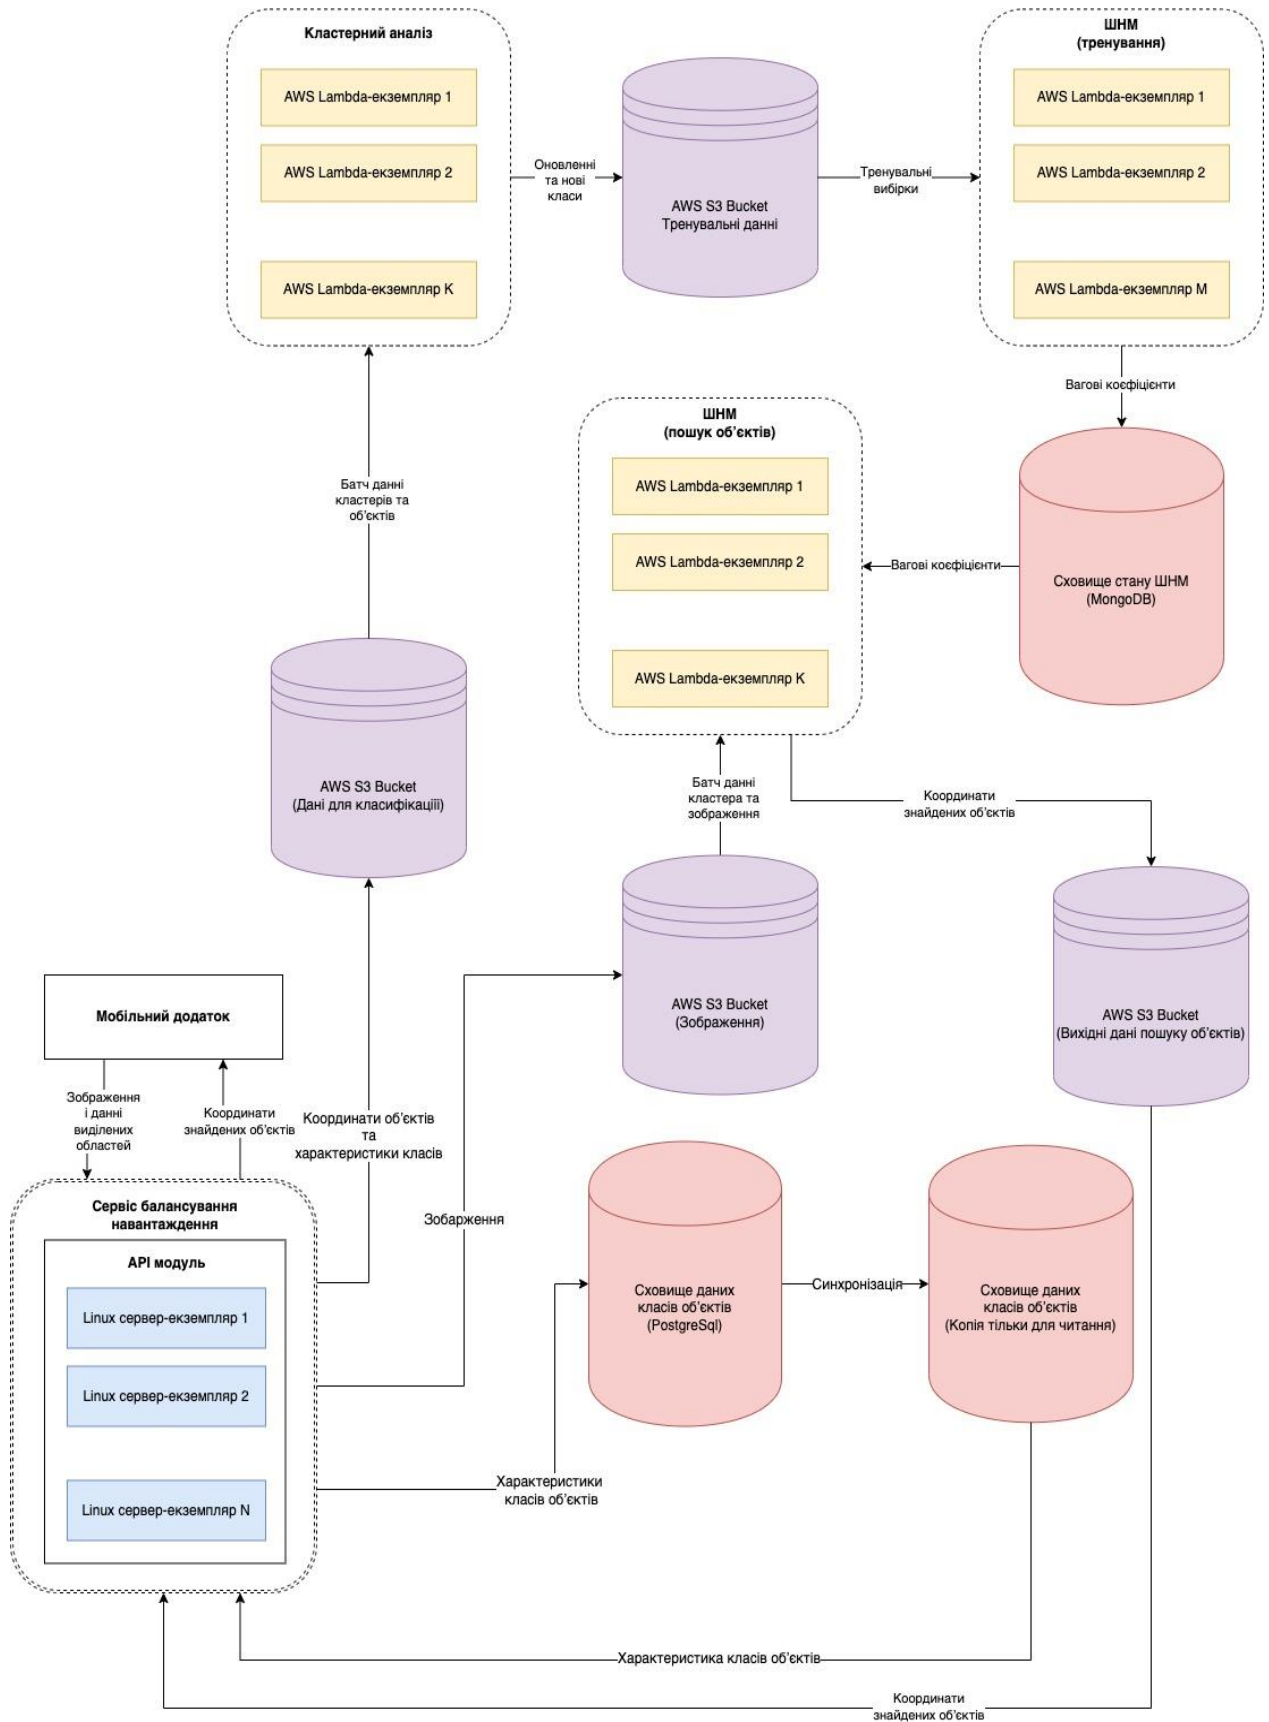 Кластерний аналіз
AWS Lambda-екземпляр 1
AWS Lambda-екземпляр 2
AWS Lambda-екземпляр K
Оновленні
та нові
класи
AWS S3 Bucket
Тренувальні данні
Тренувальні
вибірки
ШНМ
(тренування)
AWS Lambda-екземпляр 1
AWS Lambda-екземпляр 2
AWS Lambda-екземпляр M
Вагові коєфіцієнти
ШНМ
(пошук об'єктів)
AWS Lambda-екземпляр 1
AWS Lambda-екземпляр 2
AWS Lambda-екземпляр K
Вагові коєфіцієнти
Сховище стану ШНМ
(MongoDB)
Батч данні
кластерів та
об'єктів
AWS S3 Bucket
(Дані для класифікаціії)
Батч данні
кластера та
зображення
Координати
знайдених об'єктів
AWS S3 Bucket
(Зображення)
AWS S3 Bucket
(Вихідні дані пошуку об'єктів)
Мобільний додаток
Зображення
і данні
виділених
областей
Координати
знайдених об'єктів
Координати об'єктів
та
характеристики класів
Сервіс балансування
навантаждення
API модуль
Linux сервер-екземпляр 1
Linux сервер-екземпляр 2
Linux сервер-екземпляр N
Зобарження
Характеристики
класів об'єктів
Сховище даних
класів об'єктів
(PostgreSql)
Синхронізація
Сховище даних
класів об'єктів
(Копія тільки для читання)
Характеристика класів об'єктів
Координати
знайдених об'єктів